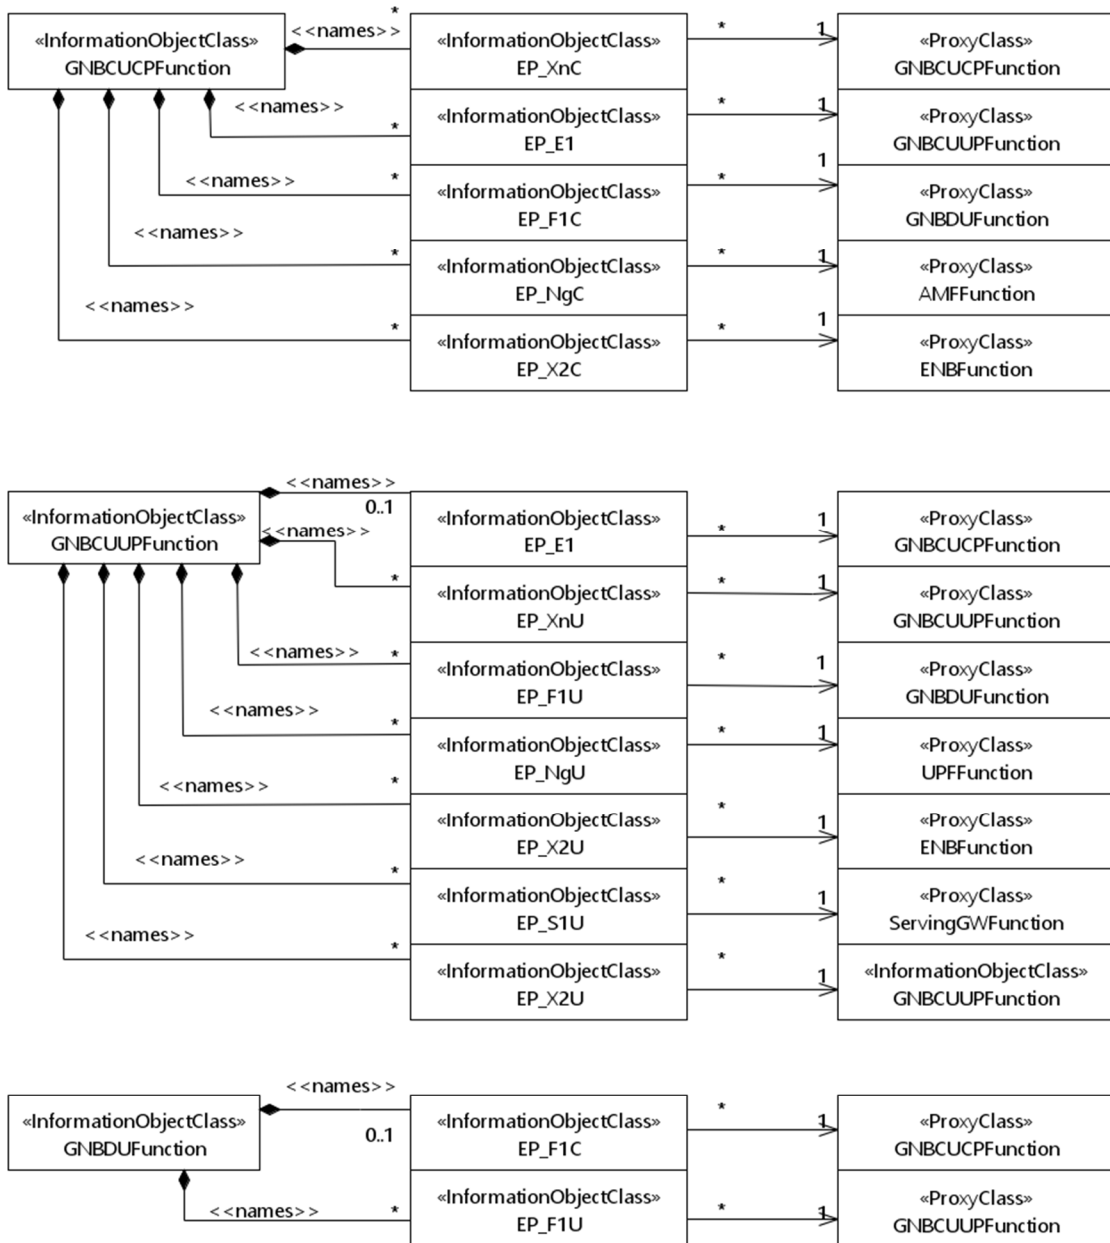 *
<<names>>
«InformationObjectClass»
GNBCUCPFunction
«InformationObjectClass»
EP_XnC
*
1
«ProxyClass»
GNBCUCPFunction
<<names>>
*
«InformationObjectClass»
EP_E1
*
1
«ProxyClass»
GNBCUUPFunction
<<names>>
*
«InformationObjectClass»
EP_F1C
*
1
«ProxyClass»
GNBDUFunction
<<names>>
*
«InformationObjectClass»
EP_NgC
*
1
«ProxyClass»
AMFFunction
<<names>>
*
«InformationObjectClass»
EP_X2C
*
1
«ProxyClass»
ENBFunction
<<names>>
0..1
«InformationObjectClass»
GNBCUUPFunction
«InformationObjectClass»
EP_E1
*
1
«ProxyClass»
GNBCUCPFunction
<<names>>
*
«InformationObjectClass»
EP_XnU
*
1
«ProxyClass»
GNBCUUPFunction
<<names>>
*
«InformationObjectClass»
EP_F1U
*
1
«ProxyClass»
GNBDUFunction
<<names>>
*
«InformationObjectClass»
EP_NgU
*
1
«ProxyClass»
UPFFunction
<<names>>
*
«InformationObjectClass»
EP_X2U
*
1
«ProxyClass»
ENBFunction
<<names>>
*
«InformationObjectClass»
EP_S1U
*
1
«ProxyClass»
ServingGWFunction
<<names>>
*
«InformationObjectClass»
EP_X2U
*
1
«InformationObjectClass»
GNBCUUPFunction
<<names>>
0..1
«InformationObjectClass»
GNBDUFunction
«InformationObjectClass»
EP_F1C
*
1
«ProxyClass»
GNBCUCPFunction
<<names>>
*
«InformationObjectClass»
EP_F1U
*
1
«ProxyClass»
GNBCUUPFunction